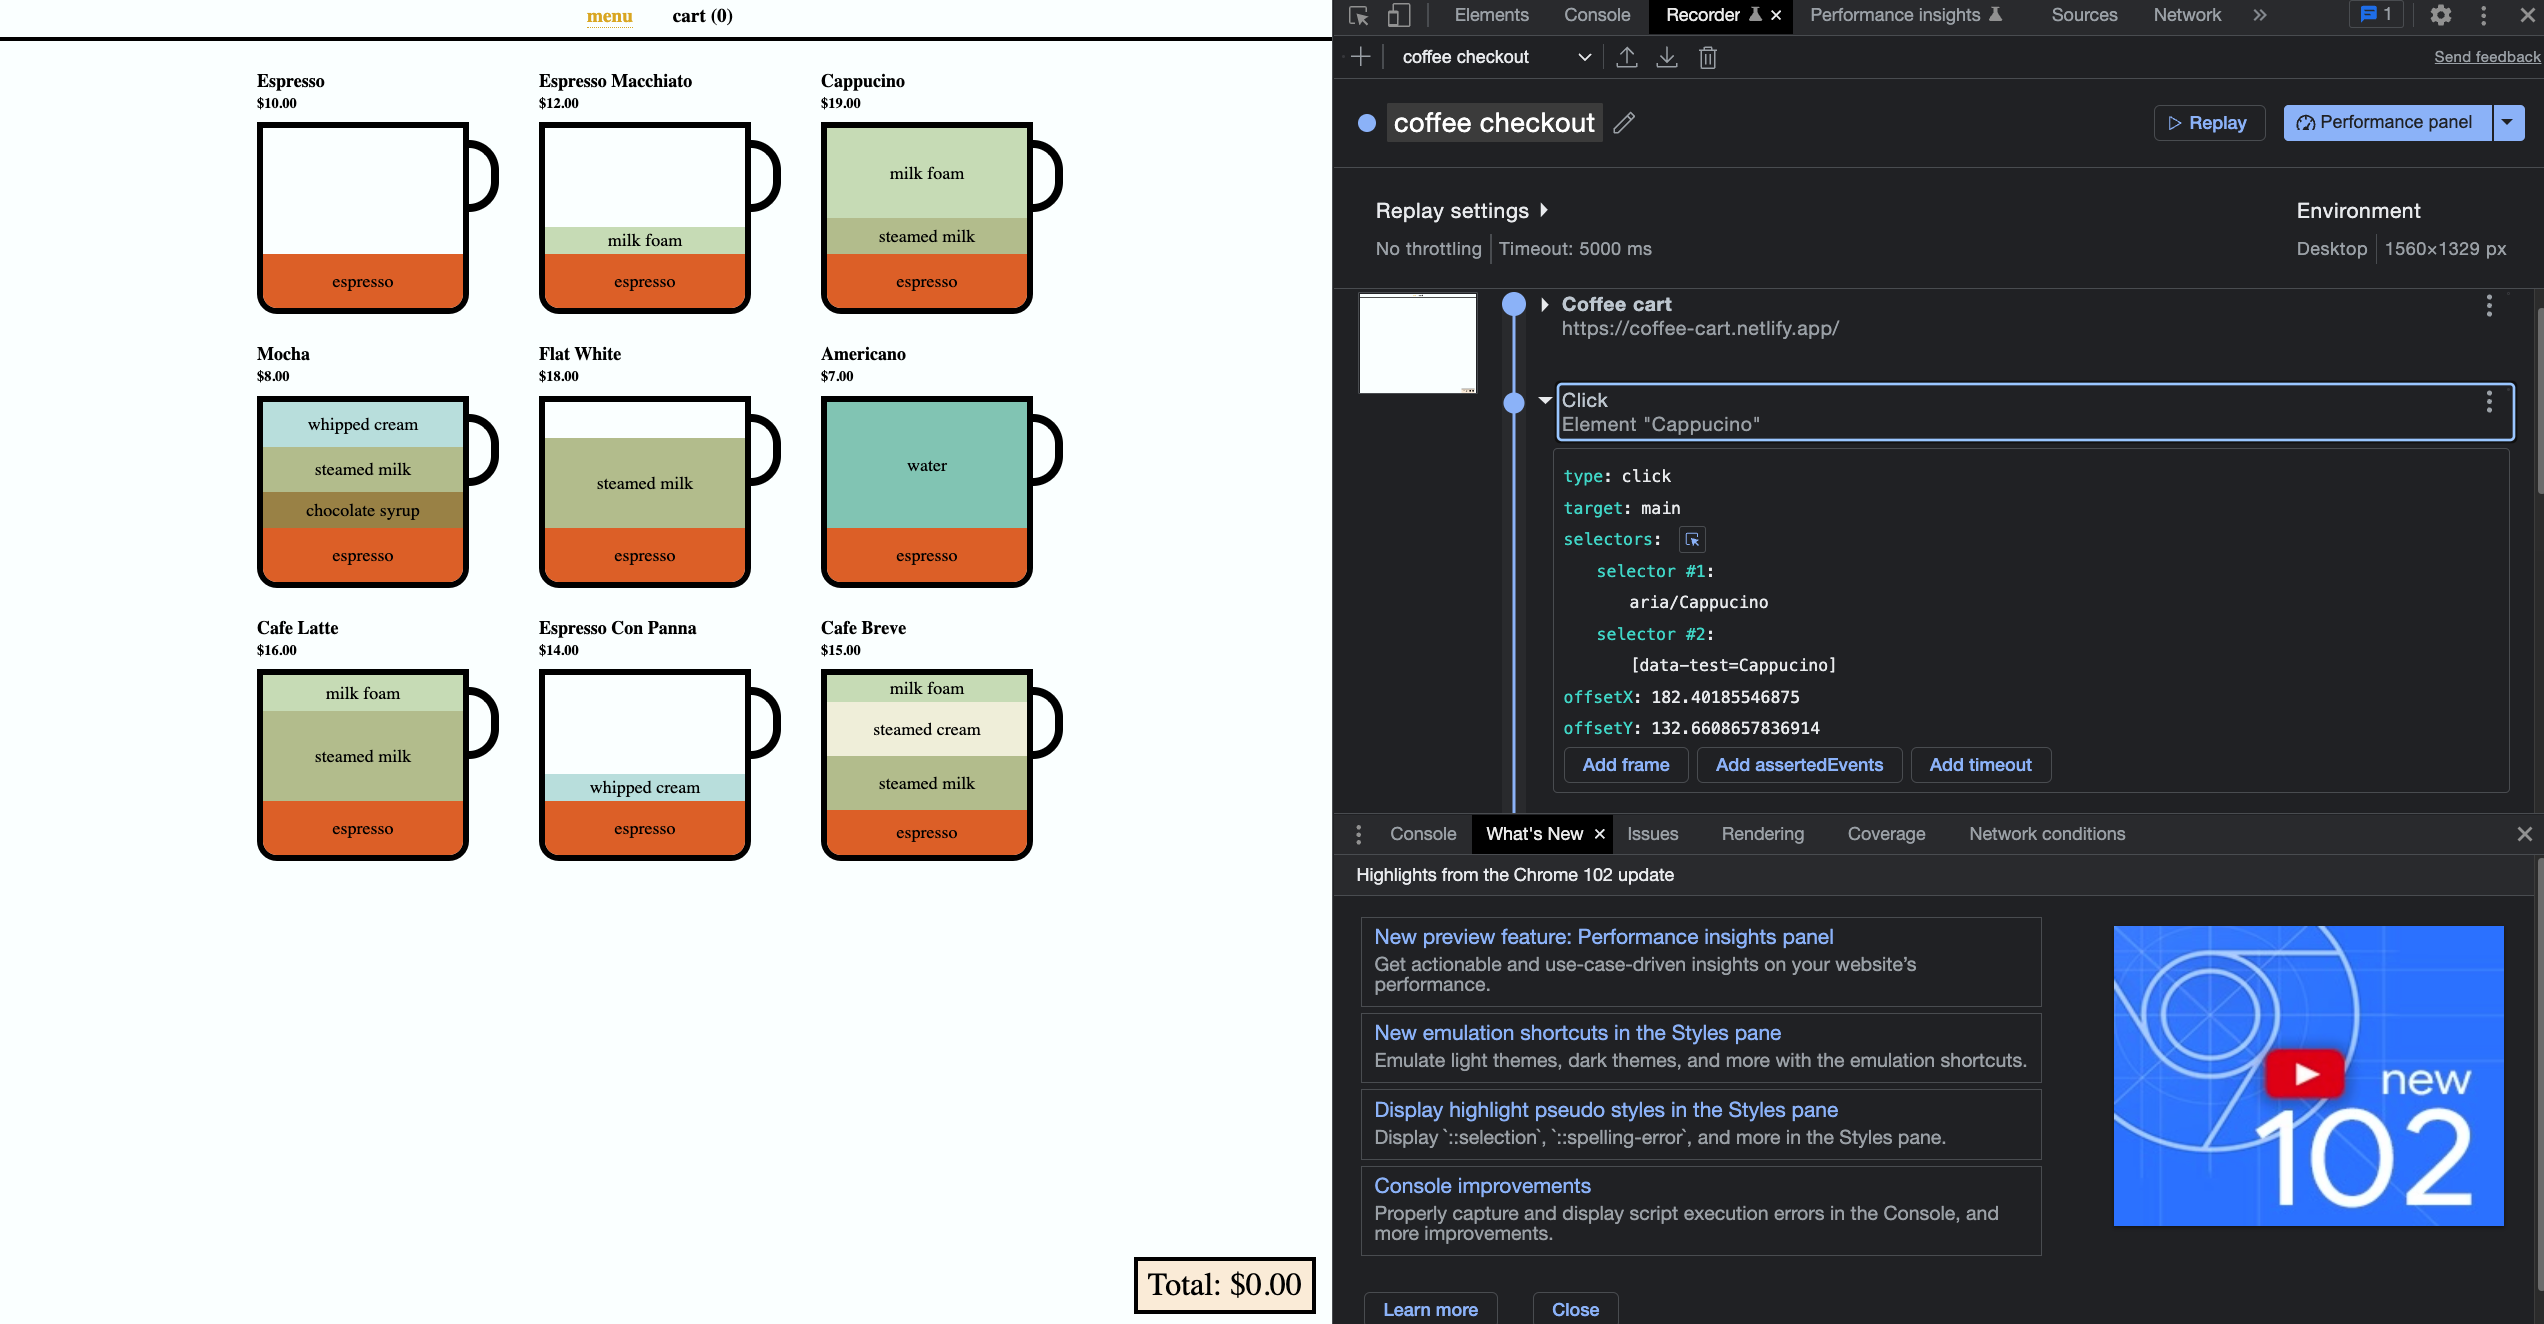 menu cart (0)
Espresso
$10.00
espresso
Espresso Macchiato
$12.00
milk foam
espresso
Cappucino
$19.00
milk foam
steamed milk
espresso
Mocha
$8.00
whipped cream
steamed milk
chocolate syrup
espresso
Flat White
$18.00
steamed milk
espresso
Americano
$7.00
water
espresso
Cafe Latte
$16.00
milk foam
steamed milk
espresso
Espresso Con Panna
$14.00
whipped cream
espresso
Cafe Breve
$15.00
milk foam
steamed cream
steamed milk
espresso
Total: $0.00
Elements Console Recorder Performance insights Sources Network 1
coffee checkout Send feedback
coffee checkout Replay Performance panel
Replay settings Environment
No throttling Timeout: 5000 ms Desktop 1560×1329 px
Coffee cart
https://coffee-cart.netlify.app/
Click
Element "Cappucino"
type: click
target: main
selectors:
selector #1:
aria/Cappucino
selector #2:
[data-test=Cappucino]
offsetX: 182.40185546875
offsetY: 132.6608657836914
Add frame Add assertedEvents Add timeout
Console What's New Issues Rendering Coverage Network conditions
Highlights from the Chrome 102 update
New preview feature: Performance insights panel
Get actionable and use-case-driven insights on your website’s
performance.
New emulation shortcuts in the Styles pane
Emulate light themes, dark themes, and more with the emulation shortcuts.
Display highlight pseudo styles in the Styles pane
Display `::selection`, `::spelling-error`, and more in the Styles pane.
Console improvements
Properly capture and display script execution errors in the Console, and
more improvements.
new
102
Learn more Close